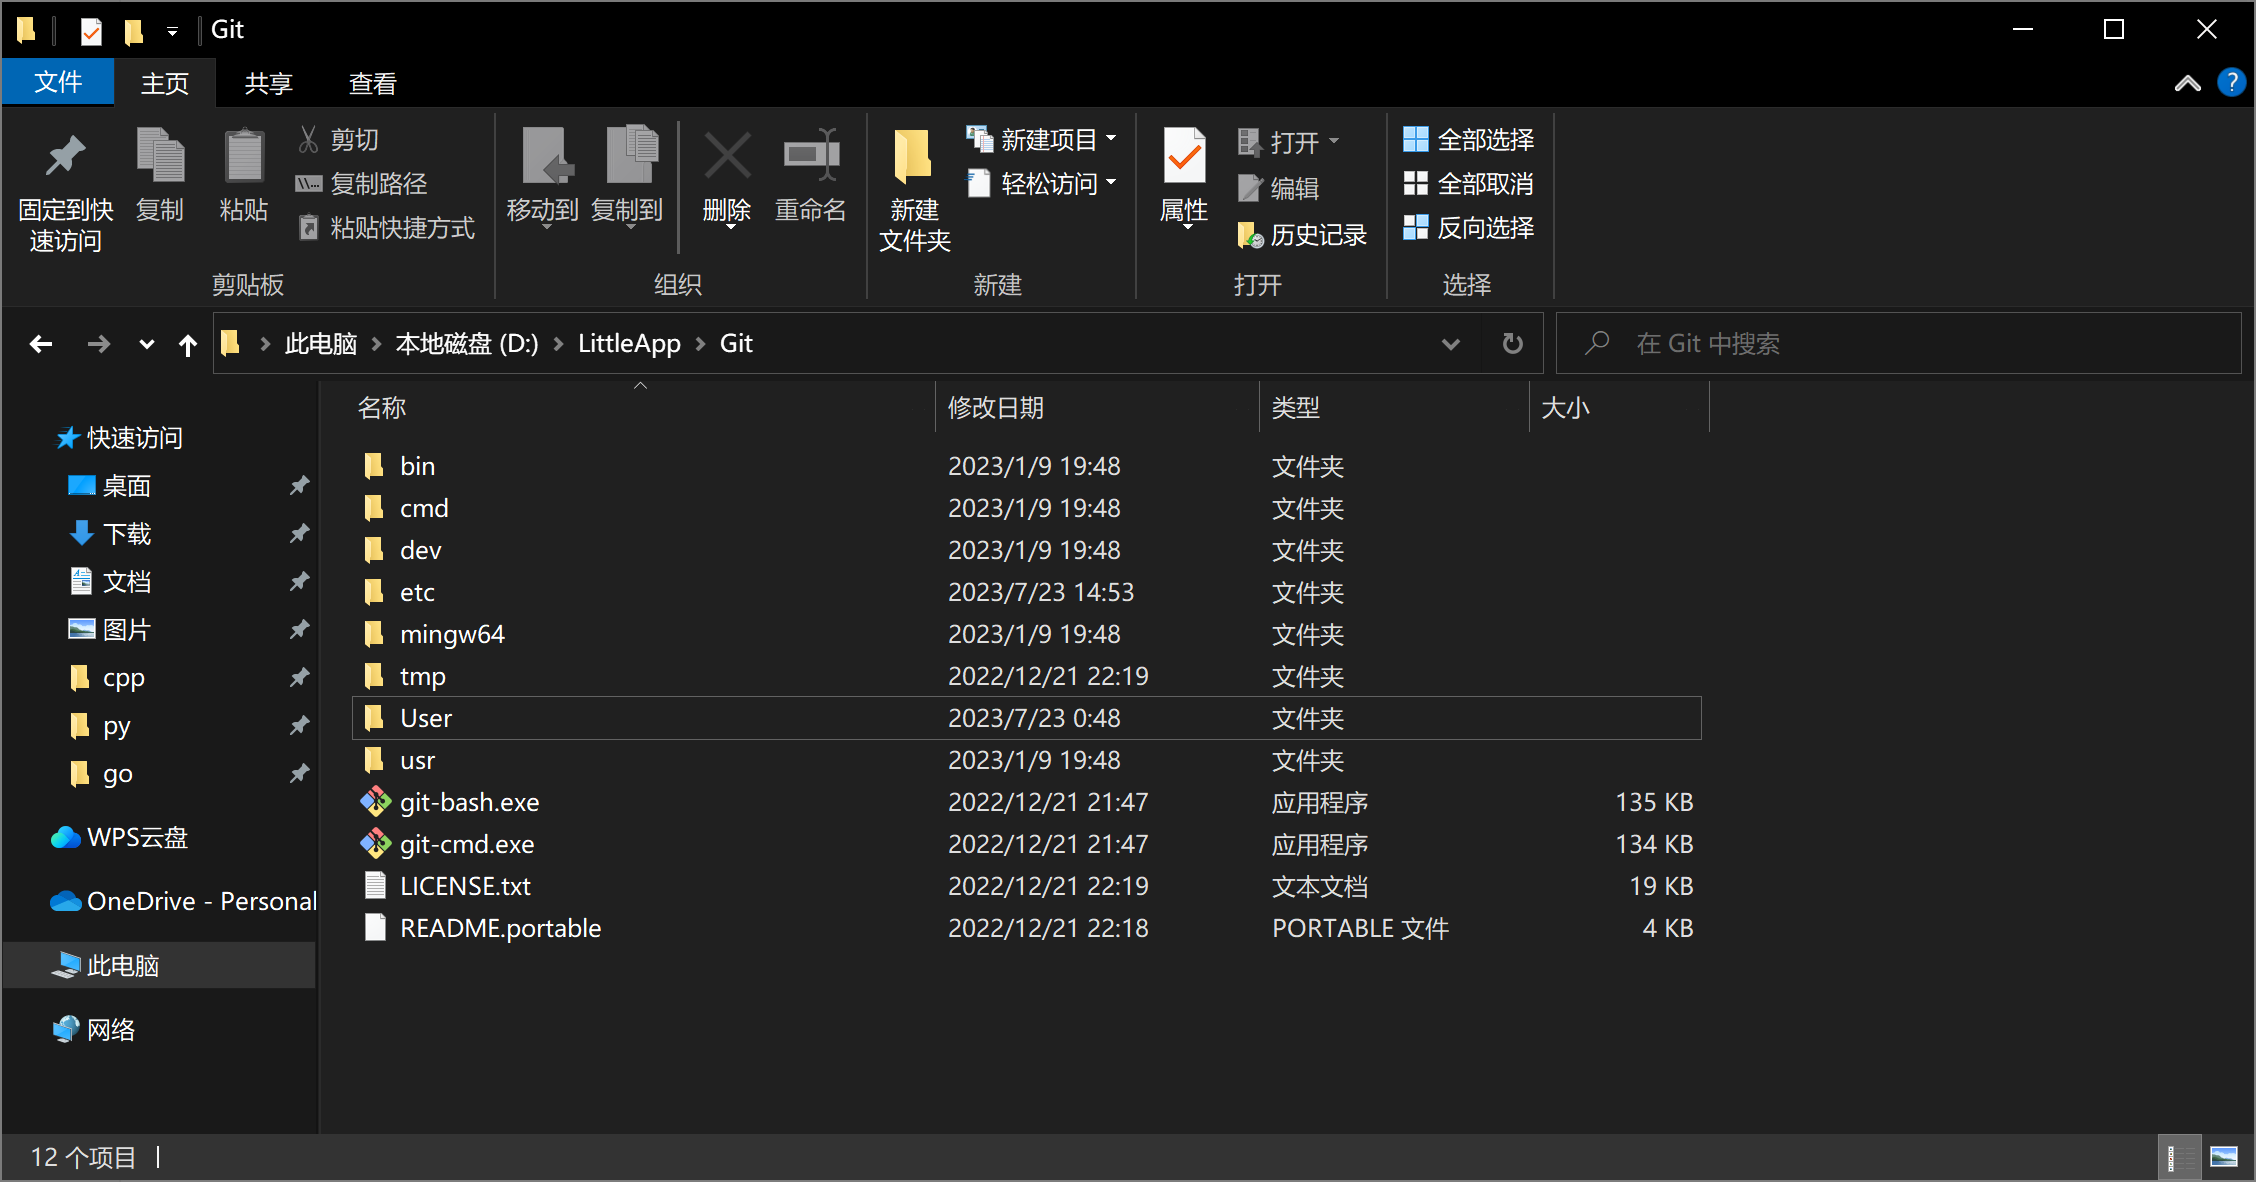 Git
文件 主页 共享 查看
固定到快
速访问
复制
粘贴
剪切
复制路径
粘贴快捷方式
剪贴板
移动到
复制到
删除
重命名
组织
新建
文件夹
新建项目
轻松访问
新建
属性
打开
编辑
历史记录
打开
全部选择
全部取消
反向选择
选择
此电脑 本地磁盘 (D:) LittleApp Git
在 Git 中搜索
快速访问
桌面
下载
文档
图片
cpp
py
go
WPS云盘
OneDrive - Personal
此电脑
网络
名称 修改日期 类型 大小
bin 2023/1/9 19:48 文件夹
cmd 2023/1/9 19:48 文件夹
dev 2023/1/9 19:48 文件夹
etc 2023/7/23 14:53 文件夹
mingw64 2023/1/9 19:48 文件夹
tmp 2022/12/21 22:19 文件夹
User 2023/7/23 0:48 文件夹
usr 2023/1/9 19:48 文件夹
git-bash.exe 2022/12/21 21:47 应用程序 135 KB
git-cmd.exe 2022/12/21 21:47 应用程序 134 KB
LICENSE.txt 2022/12/21 22:19 文本文档 19 KB
README.portable 2022/12/21 22:18 PORTABLE 文件 4 KB
12 个项目